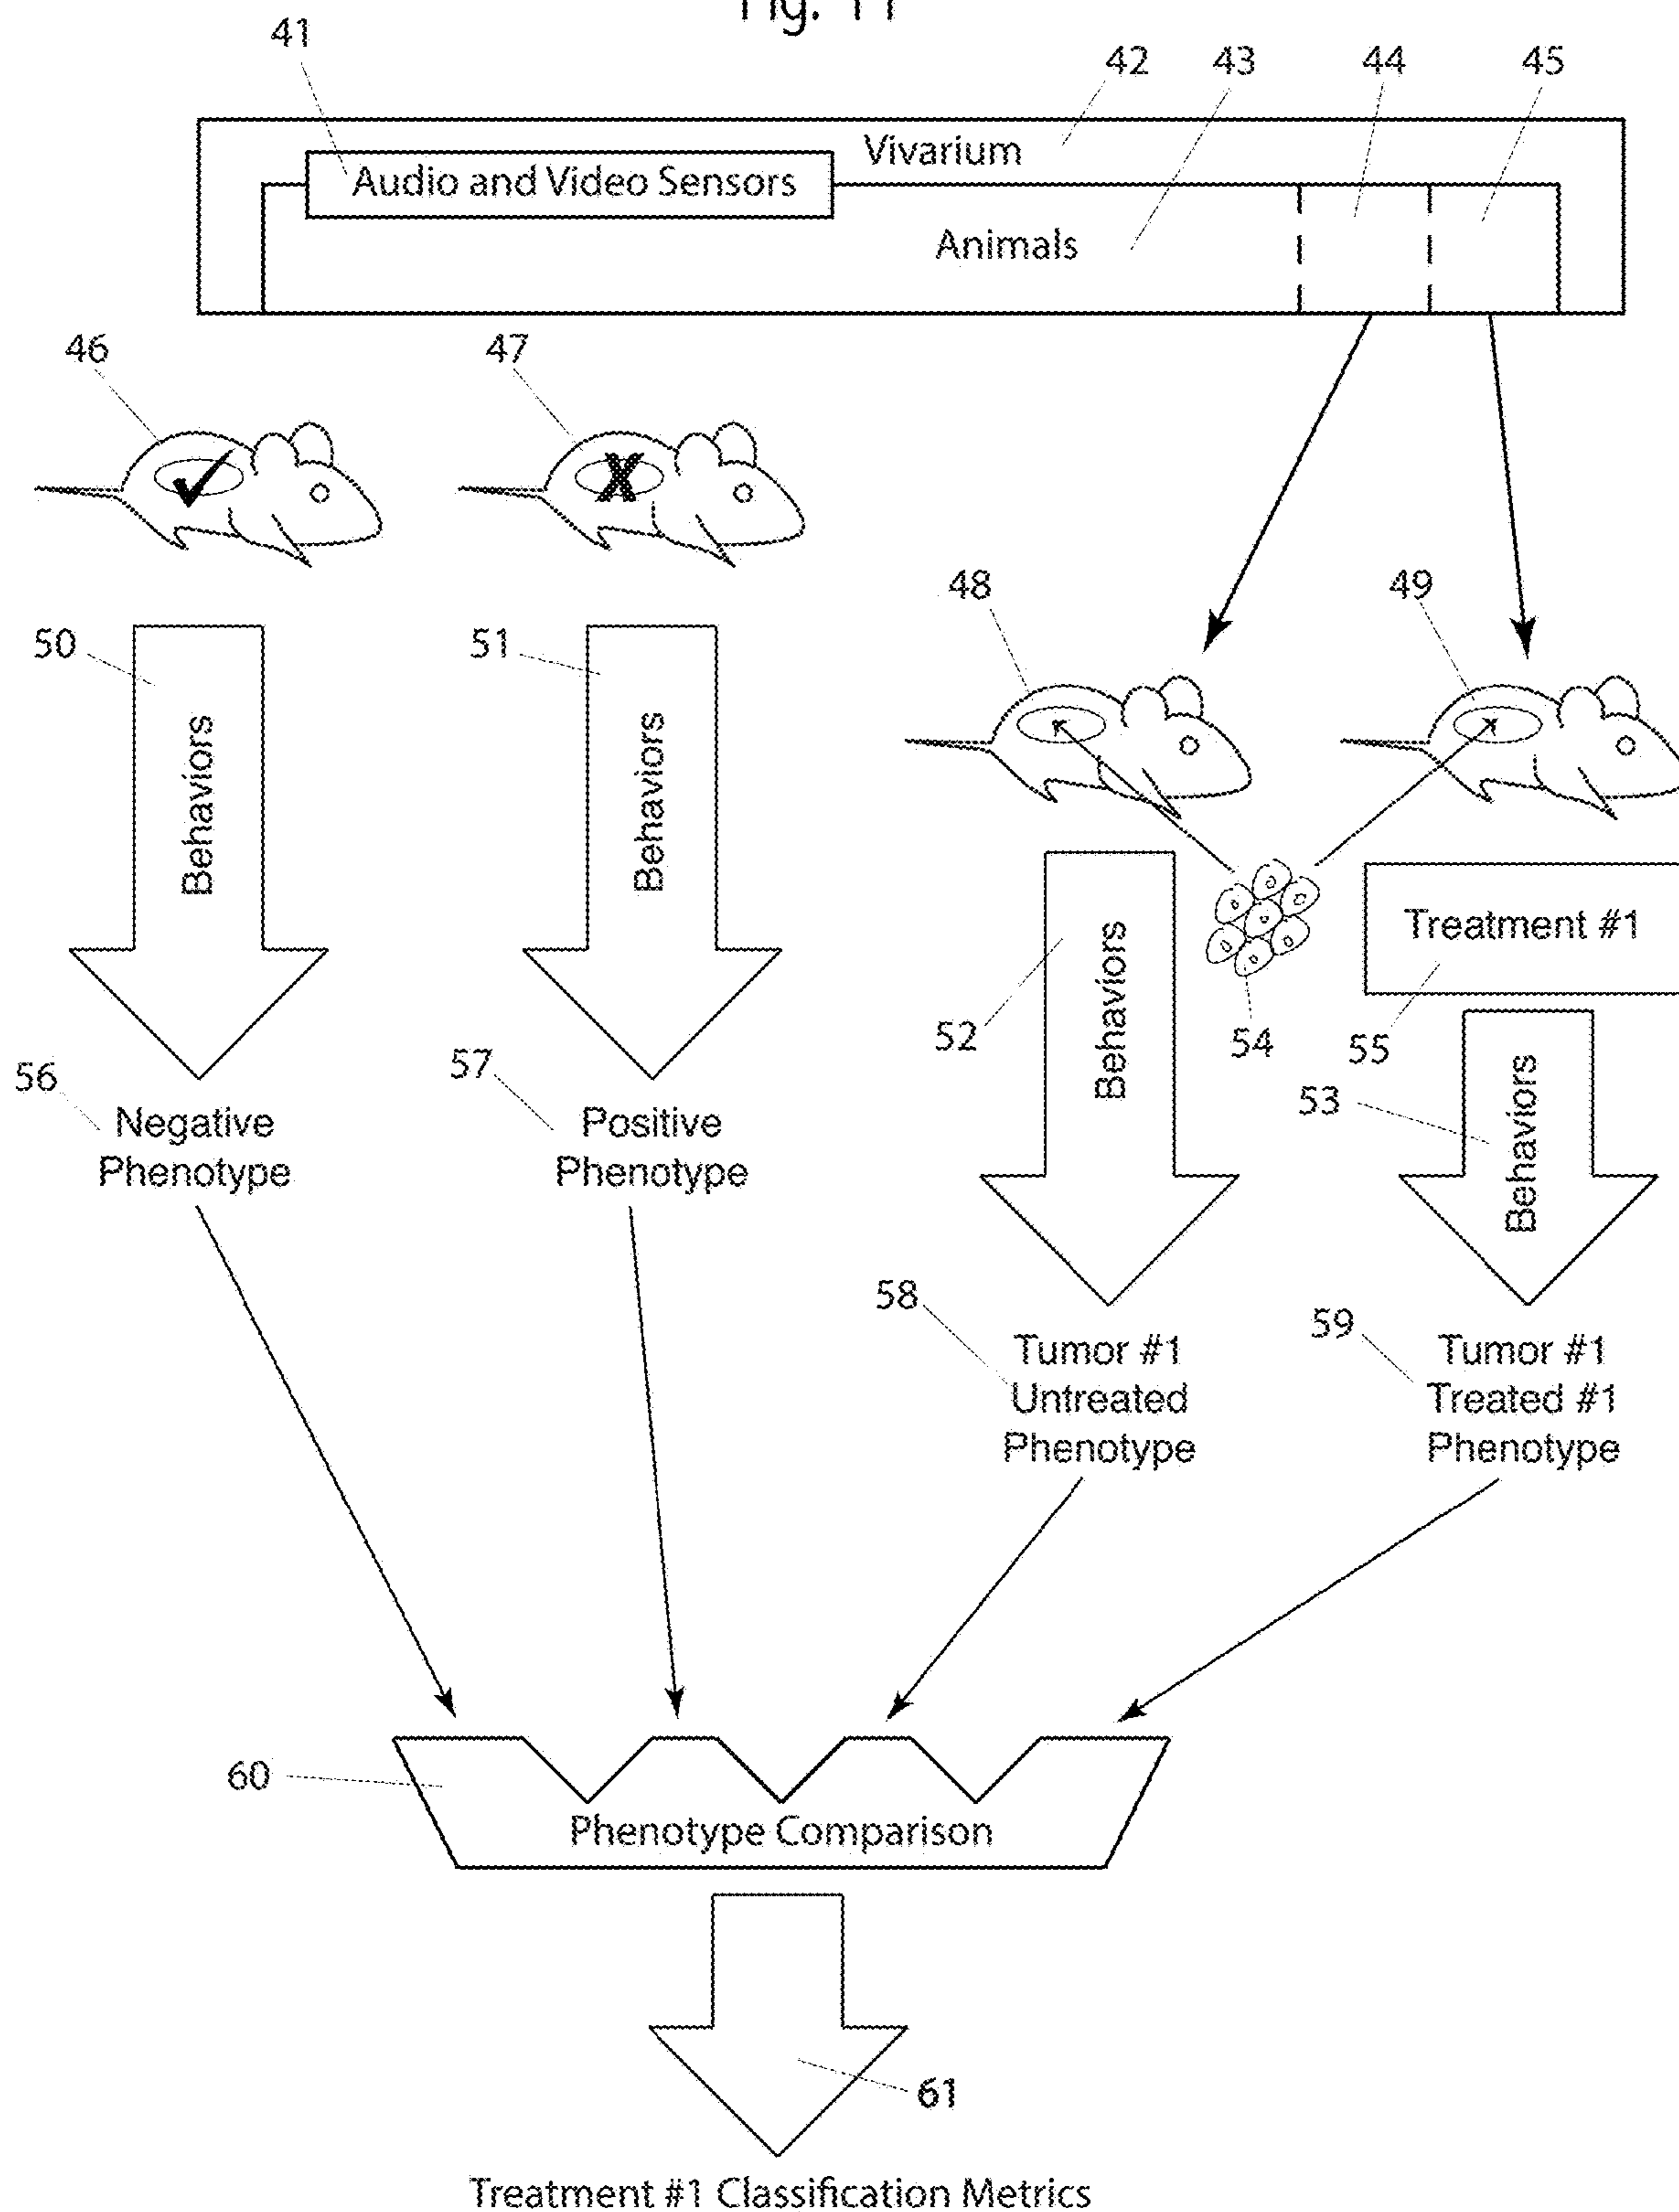 Fig. 11
41
42
43
44
45
Vivarium
Audio and Video Sensors
Animals
46
47
X
48
49
50
51
Behaviors
Behaviors
Treatment #1
Behaviors
52
54
55
53
Behaviors
56
57
Negative
Phenotype
Positive
Phenotype
58
59
Tumor #1
Untreated
Phenotype
Tumor #1
Treated #1
Phenotype
60
Phenotype Comparison
61
Treatment #1 Classification Metrics